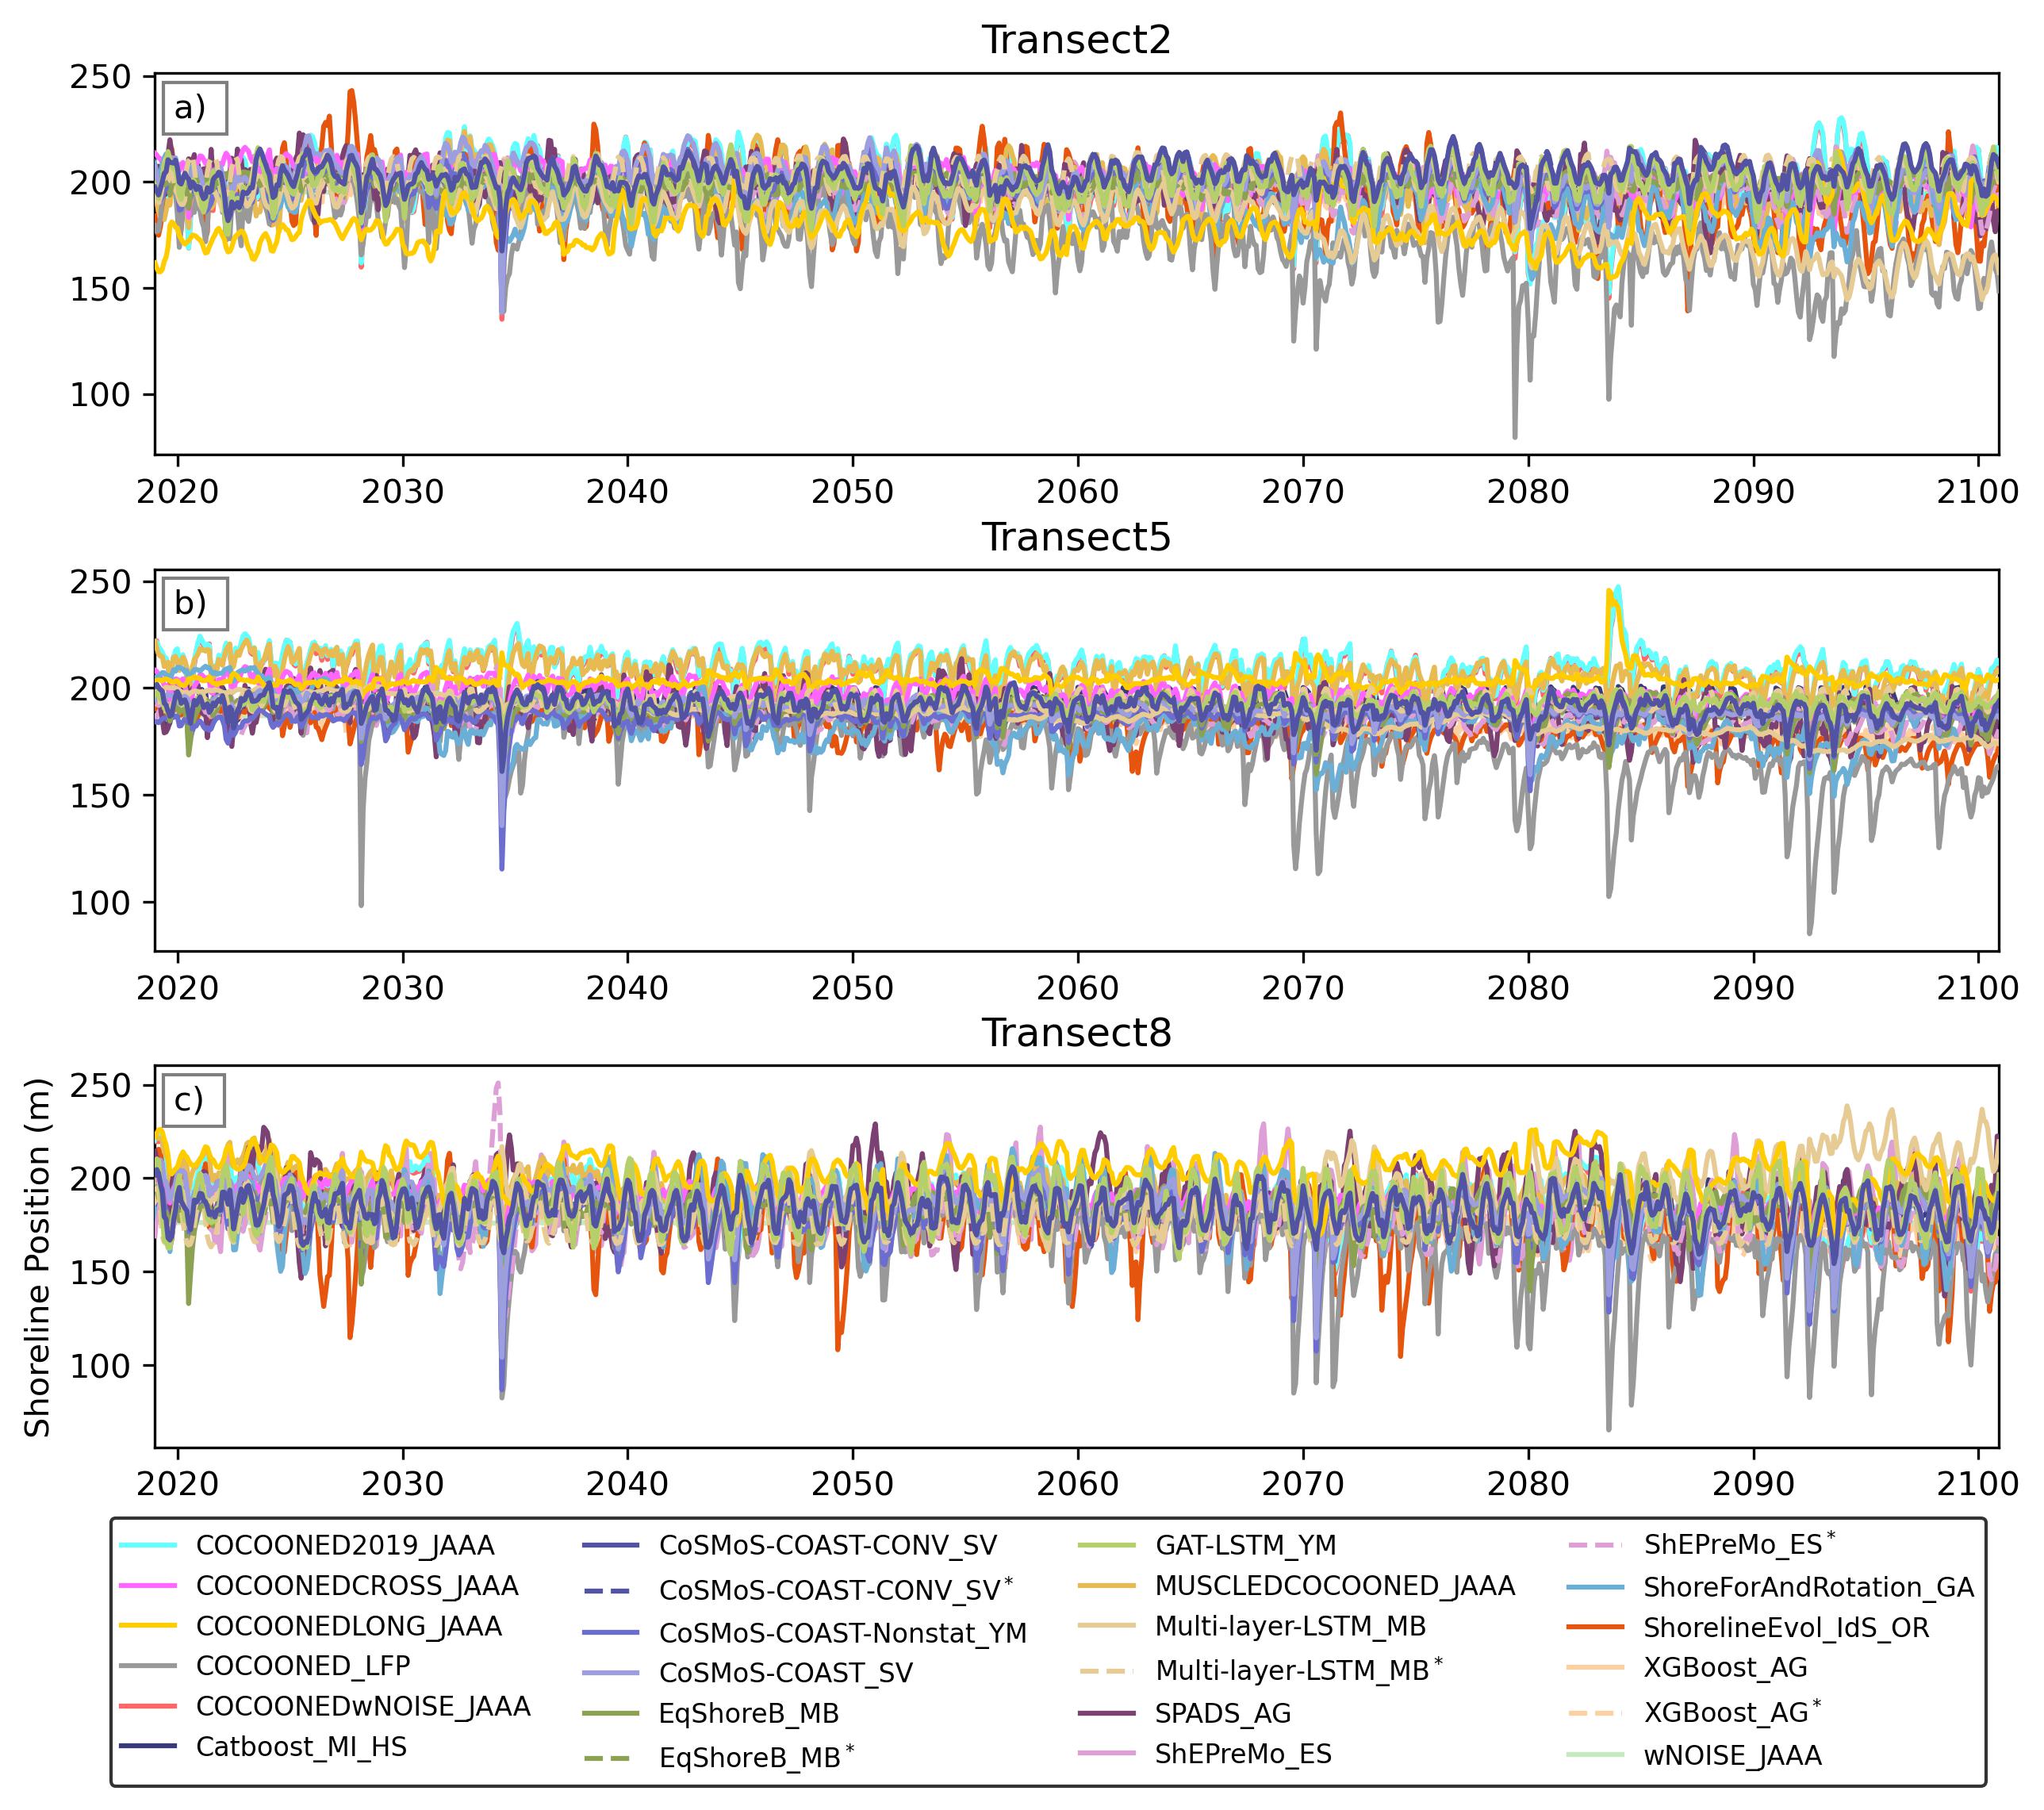 Transect2
a)
250
200
150
100
2020 2030 2040 2050 2060 2070 2080 2090 2100
Transect5
b)
250
200
150
100
2020 2030 2040 2050 2060 2070 2080 2090 2100
Transect8
c)
Shoreline Position (m)
250
200
150
100
2020 2030 2040 2050 2060 2070 2080 2090 2100
COCOONED2019_JAAA
COCOONEDCROSS_JAAA
COCOONEDLONG_JAAA
COCOONED_LFP
COCOONEDwNOISE_JAAA
Catboost_MI_HS
CoSMoS-COAST-CONV_SV
CoSMoS-COAST-CONV_SV*
CoSMoS-COAST-Nonstat_YM
CoSMoS-COAST_SV
EqShoreB_MB
EqShoreB_MB*
GAT-LSTM_YM
MUSCLEDCOCOONED_JAAA
Multi-layer-LSTM_MB
Multi-layer-LSTM_MB*
SPADS_AG
ShEPreMo_ES
ShEPreMo_ES*
ShoreForAndRotation_GA
ShorelineEvol_IdS_OR
XGBoost_AG
XGBoost_AG*
wNOISE_JAAA